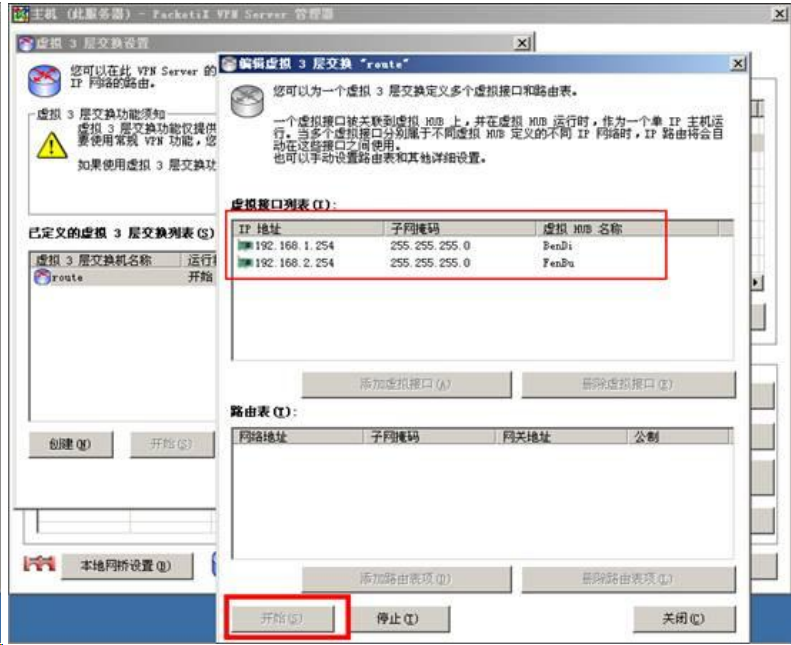 主机 (此服务器) - PacketiX VPN Server 管理器
虚拟 3 层交换设置
您可以在此 VPN Server 的
IP 网络的路由.
虚拟 3 层交换功能须知
虚拟 3 层交换功能仅提供
要使用常规 VPN 功能，您
如果使用虚拟 3 层交换功
已定义的虚拟 3 层交换列表(S)
虚拟 3 层交换机名称
route
开始
创建(N)
开始(S)
本地网桥设置(B)
编辑虚拟 3 层交换 "route"
您可以为一个虚拟 3 层交换定义多个虚拟接口和路由表。
一个虚拟接口被关联到虚拟 HUB 上，并在虚拟 HUB 运行时，作为一个单 IP 主机运
行。当多个虚拟接口分别属于不同虚拟 HUB 定义的不同 IP 网络时，IP 路由将会自
动在这些接口之间使用。
也可以手动设置路由表和其他详细设置。
虚拟接口列表(I):
IP 地址 子网掩码 虚拟 HUB 名称
192.168.1.254 255.255.255.0 BenDi
192.168.2.254 255.255.255.0 FenBu
添加虚拟接口(A) 删除虚拟接口(E)
路由表(T):
网络地址 子网掩码 网关地址 公制
添加路由表项(D) 删除路由表项(L)
开始(S) 停止(T) 关闭(C)